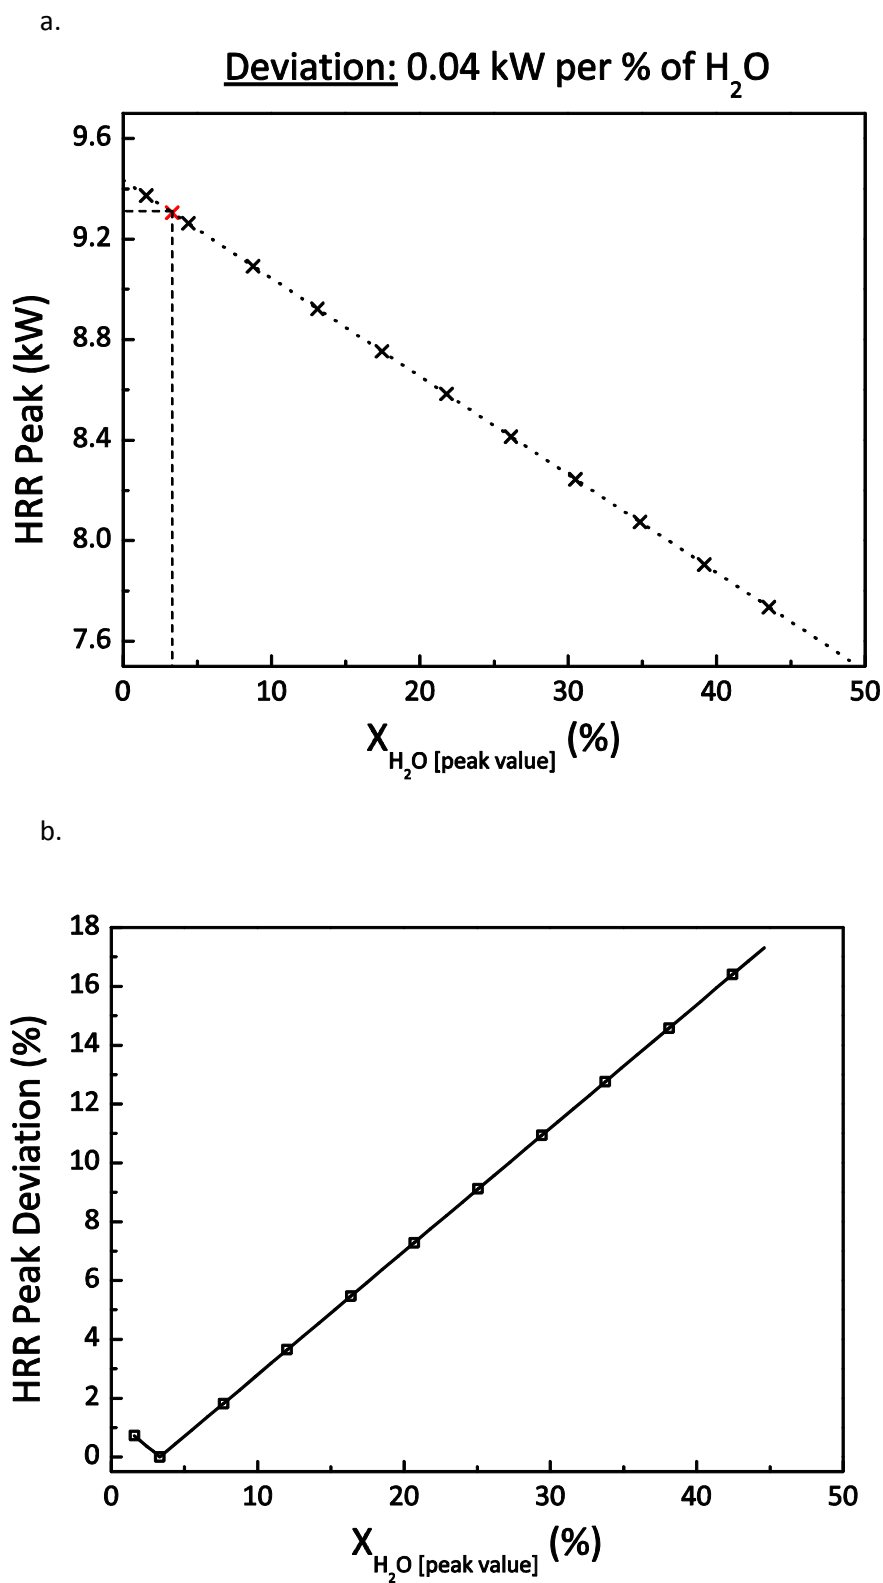 a.
Deviation: 0.04 kW per % of H₂O
9.6
9.2
8.8
8.4
8.0
7.6
HRR Peak (kW)
0 10 20 30 40 50
X H₂O [peak value] (%)
b.
18
16
14
12
10
8
6
4
2
0
HRR Peak Deviation (%)
0 10 20 30 40 50
X H₂O [peak value] (%)